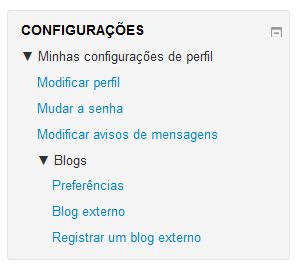 CONFIGURAÇÕES
▼ Minhas configurações de perfil
Modificar perfil
Mudar a senha
Modificar avisos de mensagens
▼ Blogs
Preferências
Blog externo
Registrar um blog externo